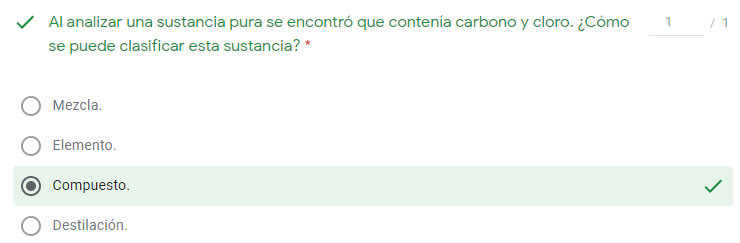 Al analizar una sustancia pura se encontró que contenía carbono y cloro. ¿Cómo
se puede clasificar esta sustancia? *
1 / 1
Mezcla.
Elemento.
Compuesto.
Destilación.